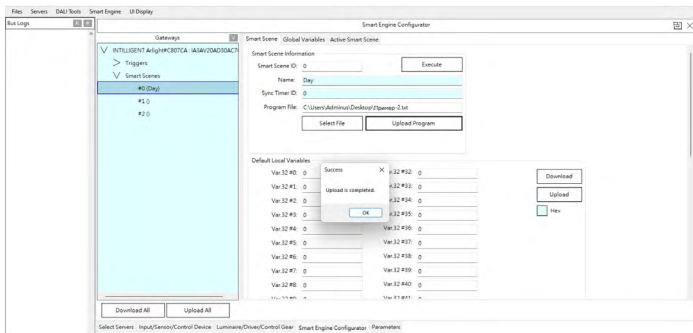 Files Servers DALI Tools Smart Engine UI Display
Bus Logs
Smart Engine Configurator
Gateways
INTILLIGENT Arlight#C807CA : IA3AV20AD30AC7
Triggers
Smart Scenes
#0 (Day)
#1 ()
#2 ()
Download All Upload All
Smart Scene Global Variables Active Smart Scene
Smart Scene Information
Smart Scene ID: 0 Execute
Name: Day
Sync Timer ID: 0
Program File: C:\Users\Adminus\Desktop\Пример-2.txt
Select File Upload Program
Default Local Variables
Var.32 #0: 0 r.32 #32: 0
Var.32 #1: 0 r.32 #33: 0
Var.32 #2: 0 r.32 #34: 0
Var.32 #3: 0 r.32 #35: 0
Var.32 #4: 0 Var.32 #36: 0
Var.32 #5: 0 Var.32 #37: 0
Var.32 #6: 0 Var.32 #38: 0
Var.32 #7: 0 Var.32 #39: 0
Var.32 #8: 0 Var.32 #40: 0
Download
Upload
Hex
Success
Upload is completed.
OK
Select Servers Input/Sensor/Control Device Luminaire/Driver/Control Gear Smart Engine Configurator Parameters